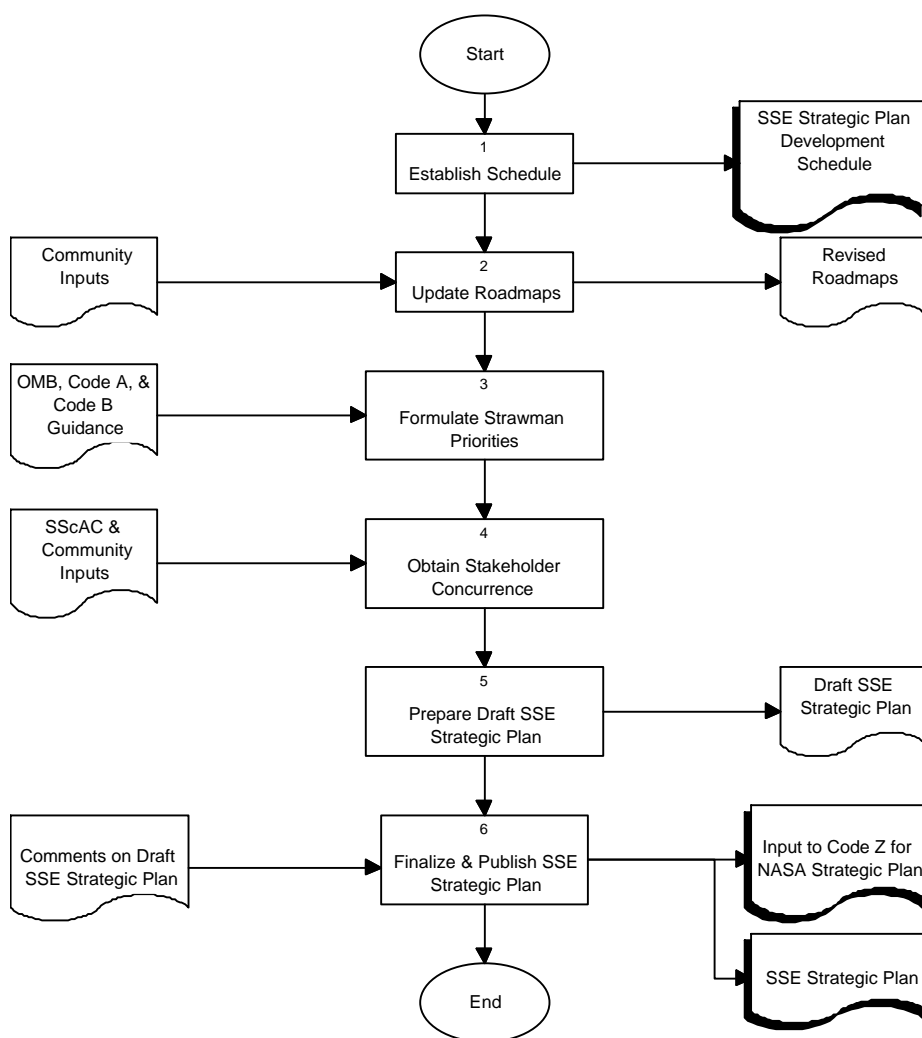 Start
1
Establish Schedule
SSE Strategic Plan
Development
Schedule
Community
Inputs
2
Update Roadmaps
Revised
Roadmaps
OMB, Code A, &
Code B
Guidance
3
Formulate Strawman
Priorities
SScAC &
Community
Inputs
4
Obtain Stakeholder
Concurrence
5
Prepare Draft SSE
Strategic Plan
Draft SSE
Strategic Plan
Comments on Draft
SSE Strategic Plan
6
Finalize & Publish SSE
Strategic Plan
Input to Code Z for
NASA Strategic Plan
SSE Strategic Plan
End